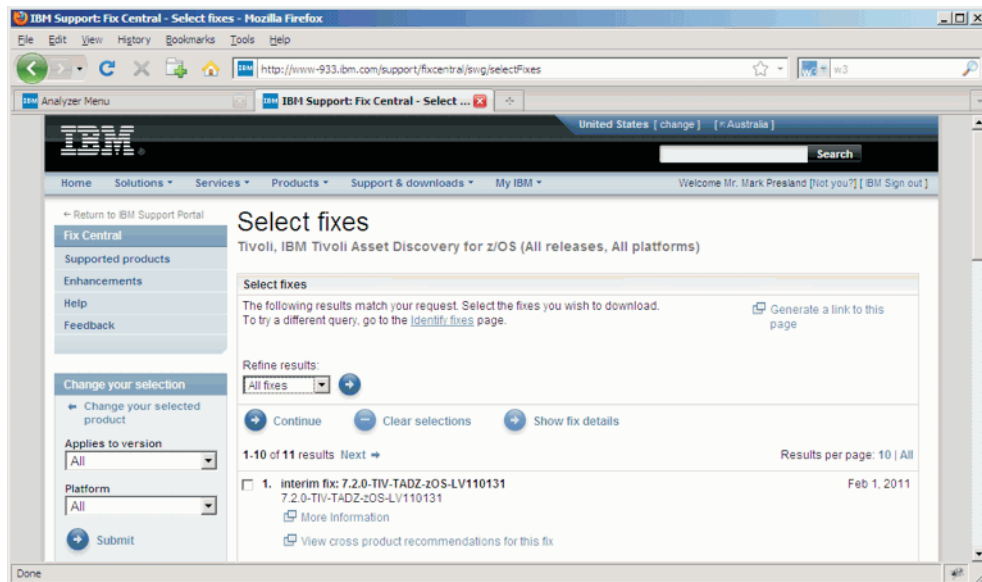 IBM Support: Fix Central - Select fixes - Mozilla Firefox
File Edit View History Bookmarks Tools Help
http://www-933.ibm.com/support/fixcentral/swg/selectFixes
w3
Analyzer Menu
IBM Support: Fix Central - Select ...
United States [ change ] [ Australia ]
IBM
Search
Home Solutions Services Products Support & downloads My IBM
Welcome Mr. Mark Presland [Not you?] [ IBM Sign out ]
Return to IBM Support Portal
Fix Central
Supported products
Enhancements
Help
Feedback
Change your selection
Change your selected
product
Applies to version
All
Platform
All
Submit
Select fixes
Tivoli, IBM Tivoli Asset Discovery for z/OS (All releases, All platforms)
Select fixes
The following results match your request. Select the fixes you wish to download.
To try a different query, go to the Identify fixes page.
Generate a link to this
page
Refine results:
All fixes
Continue Clear selections Show fix details
1-10 of 11 results Next
Results per page: 10 | All
1. interim fix: 7.2.0-TIV-TADZ-zOS-LV110131
Feb 1, 2011
7.2.0-TIV-TADZ-zOS-LV110131
More Information
View cross product recommendations for this fix
Done